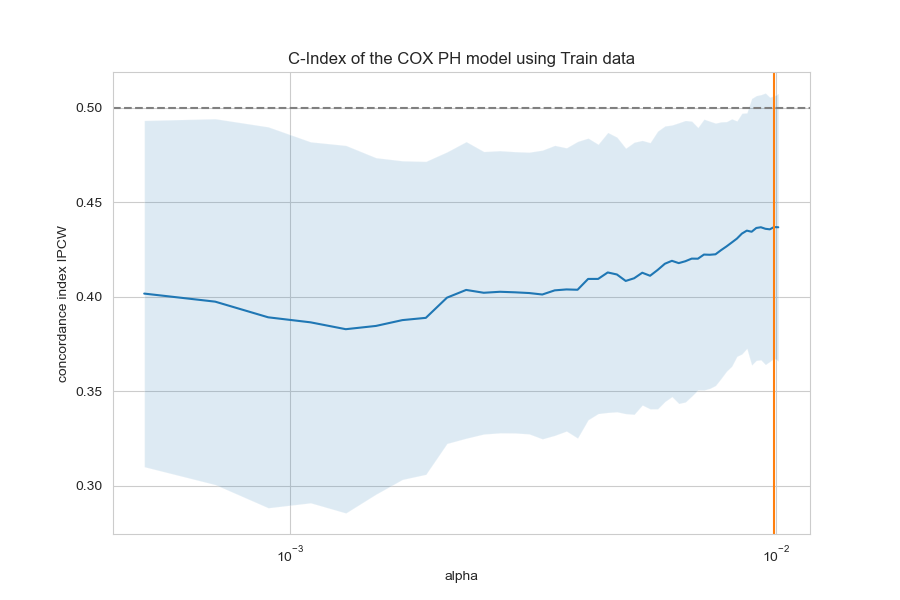 C-Index of the COX PH model using Train data
concordance index IPCW
0.50
0.45
0.40
0.35
0.30
10⁻³
10⁻²
alpha